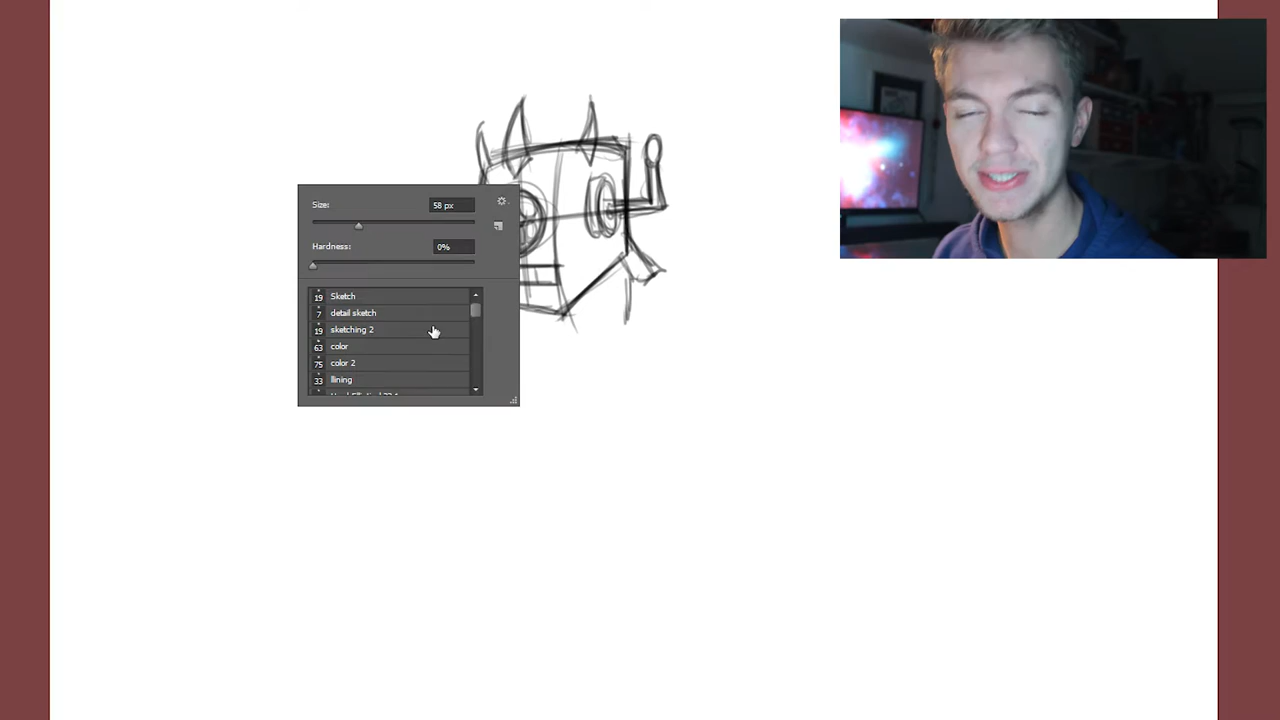 Size: 58 px
Hardness: 0%
19 Sketch
7 detail sketch
19 sketching 2
63 color
75 color 2
33 llining